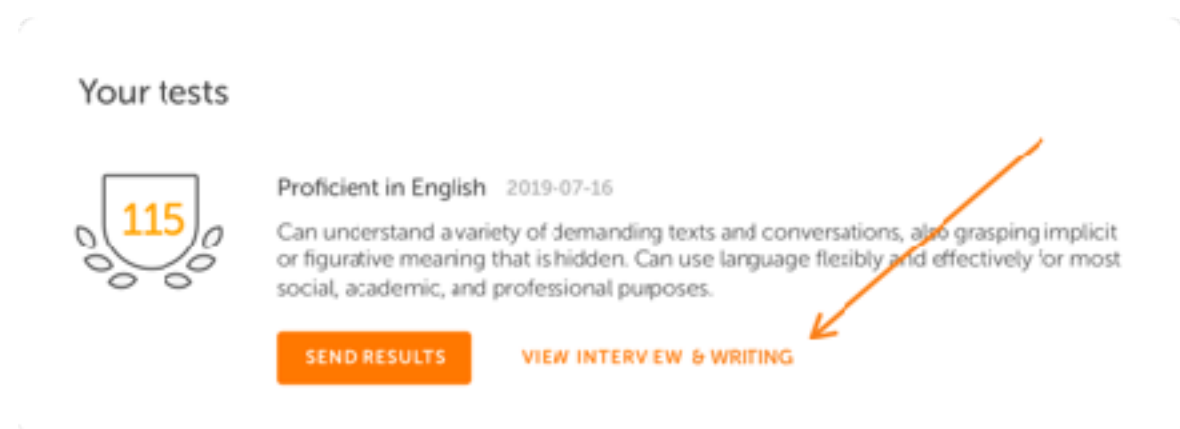 Your tests
115
Proficient in English 2019-07-16
Can understand a variety of demanding texts and conversations, also grasping implicit
or figurative meaning that is hidden. Can use language flexibly and effectively for most
social, academic, and professional purposes.
SEND RESULTS VIEW INTERVIEW & WRITING